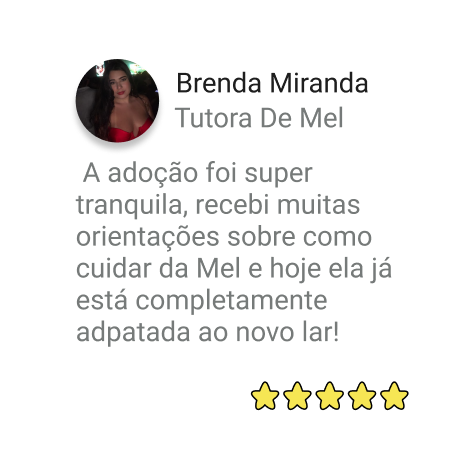 Brenda Miranda
Tutora De Mel
A adoção foi super
tranquila, recebi muitas
orientações sobre como
cuidar da Mel e hoje ela já
está completamente
adpatada ao novo lar!